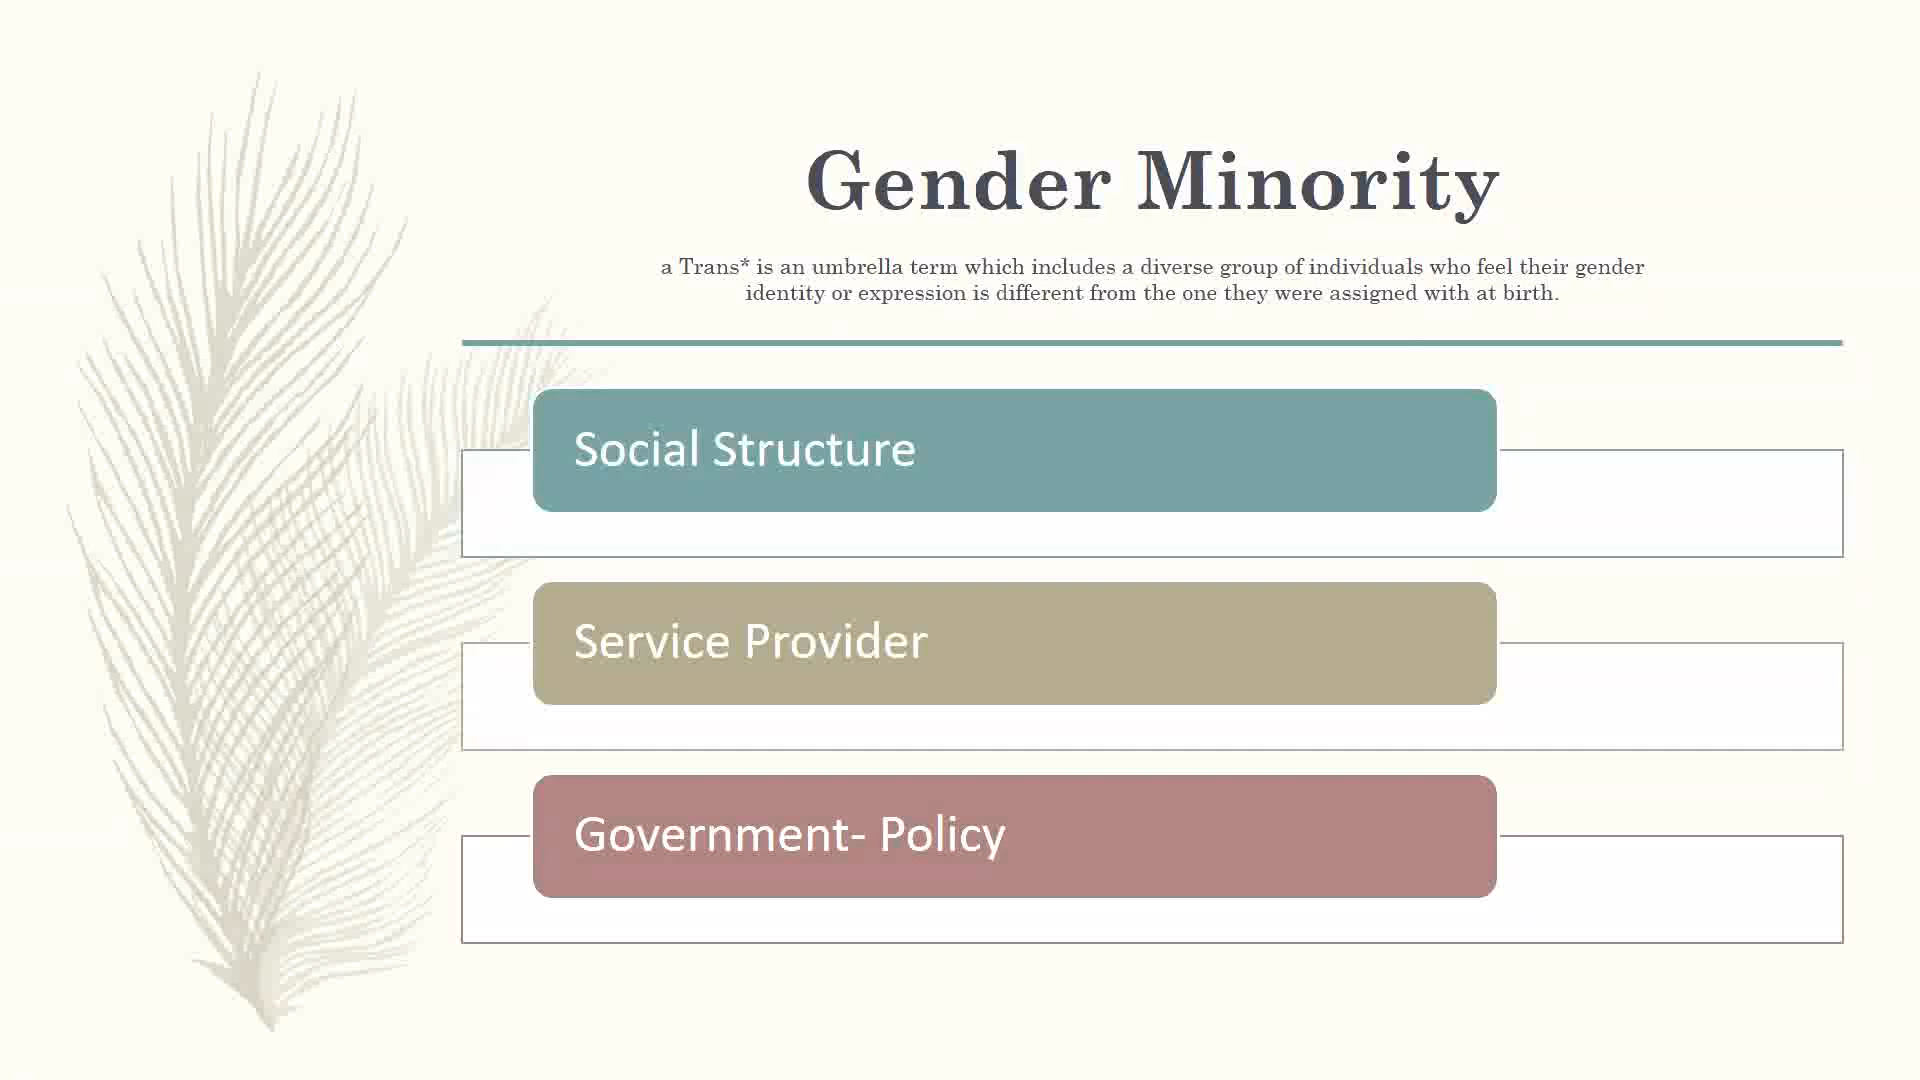 Gender Minority
a Trans* is an umbrella term which includes a diverse group of individuals who feel their gender
identity or expression is different from the one they were assigned with at birth.
Social Structure
Service Provider
Government- Policy